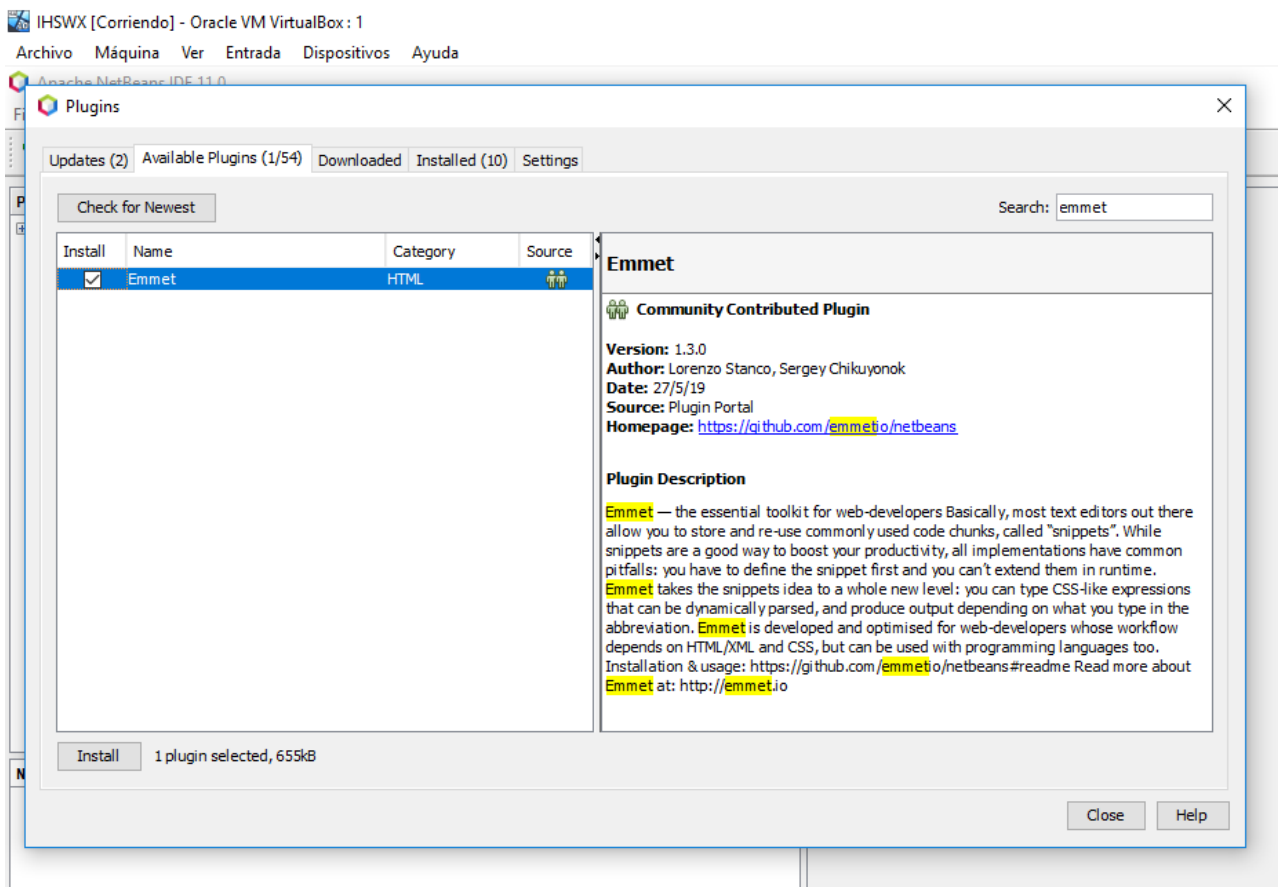 IHSWX [Corriendo] - Oracle VM VirtualBox : 1
Archivo Máquina Ver Entrada Dispositivos Ayuda
Apache NetBeans IDE 11.0
Fi
Plugins
Updates (2) Available Plugins (1/54) Downloaded Installed (10) Settings
P
Check for Newest
Search: emmet
Install Name Category Source
Emmet HTML
Emmet
Community Contributed Plugin
Version: 1.3.0
Author: Lorenzo Stanco, Sergey Chikuyonok
Date: 27/5/19
Source: Plugin Portal
Homepage: https://github.com/emmetio/netbeans
Plugin Description
Emmet — the essential toolkit for web-developers Basically, most text editors out there
allow you to store and re-use commonly used code chunks, called “snippets”. While
snippets are a good way to boost your productivity, all implementations have common
pitfalls: you have to define the snippet first and you can’t extend them in runtime.
Emmet takes the snippets idea to a whole new level: you can type CSS-like expressions
that can be dynamically parsed, and produce output depending on what you type in the
abbreviation. Emmet is developed and optimised for web-developers whose workflow
depends on HTML/XML and CSS, but can be used with programming languages too.
Installation & usage: https://github.com/emmetio/netbeans#readme Read more about
Emmet at: http://emmet.io
Install 1 plugin selected, 655kB
N
Close Help